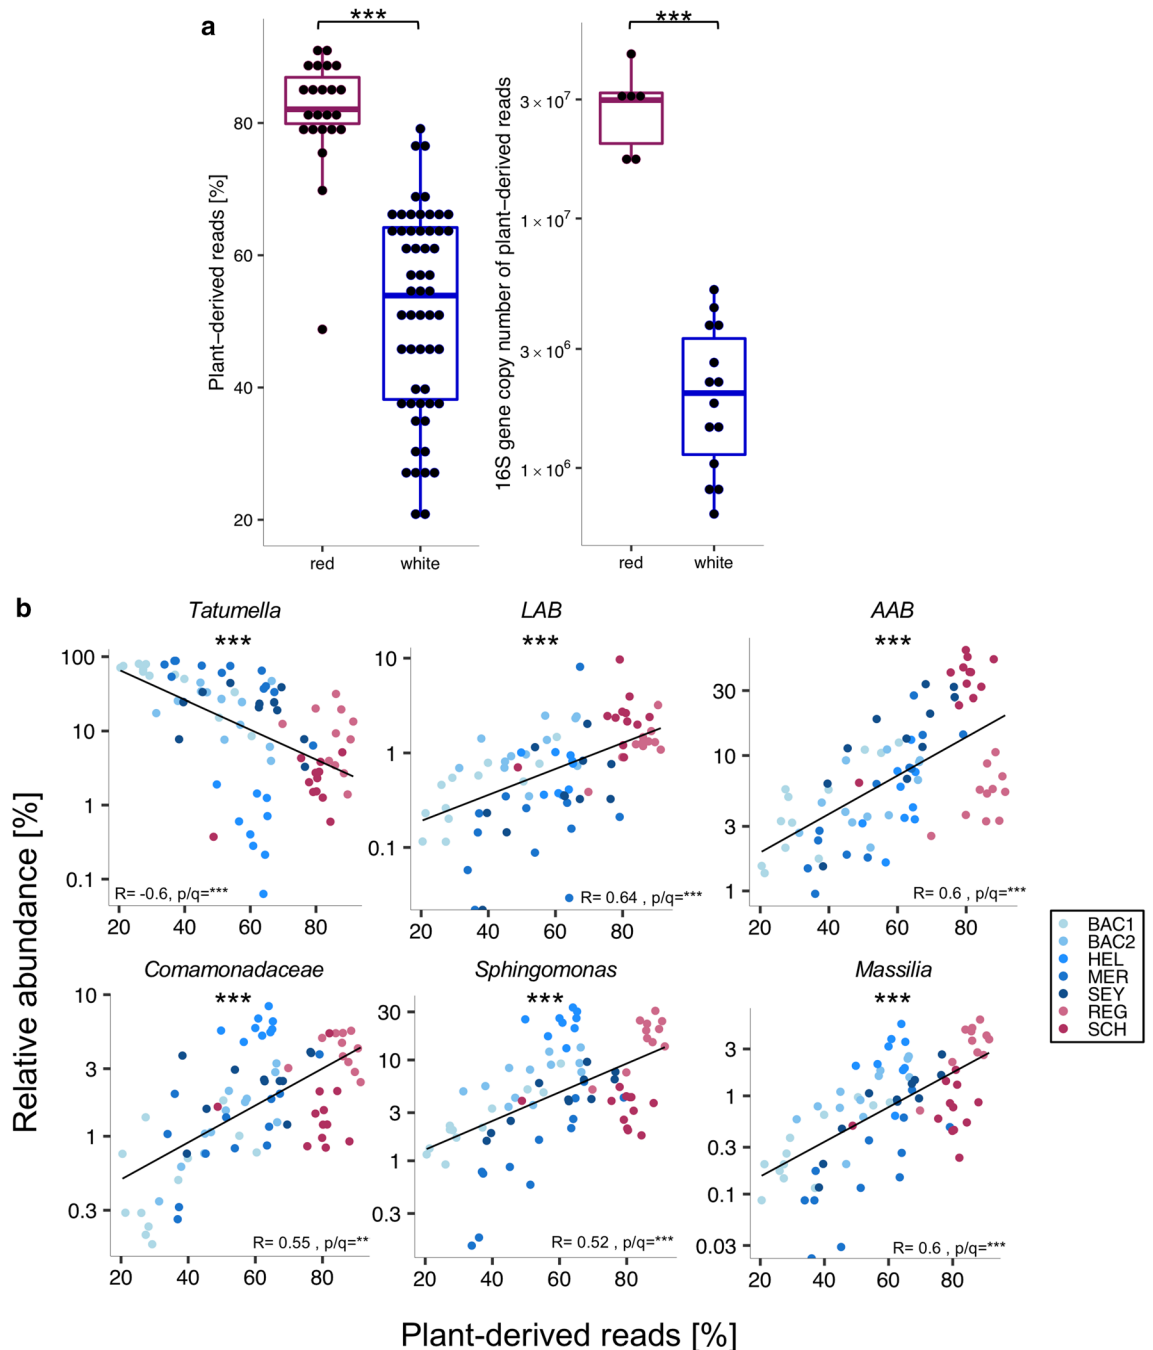 a
*** ***
Plant–derived reads [%]
80
60
40
20
red white
16S gene copy number of plant–derived reads
3 × 10⁷
1 × 10⁷
3 × 10⁶
1 × 10⁶
red white
b
Relative abundance [%]
Tatumella
***
100
10
1
0.1
R= -0.6, p/q=***
20 40 60 80
LAB
***
10
1
0.1
R= 0.64 , p/q=***
20 40 60 80
AAB
***
30
10
3
1
R= 0.6 , p/q=***
20 40 60 80
Comamonadaceae
***
10
3
1
0.3
R= 0.55 , p/q=**
20 40 60 80
Sphingomonas
***
30
10
3
1
0.3
R= 0.52 , p/q=***
20 40 60 80
Massilia
***
3
1
0.3
0.1
0.03
R= 0.6 , p/q=***
20 40 60 80
BAC1
BAC2
HEL
MER
SEY
REG
SCH
Plant-derived reads [%]